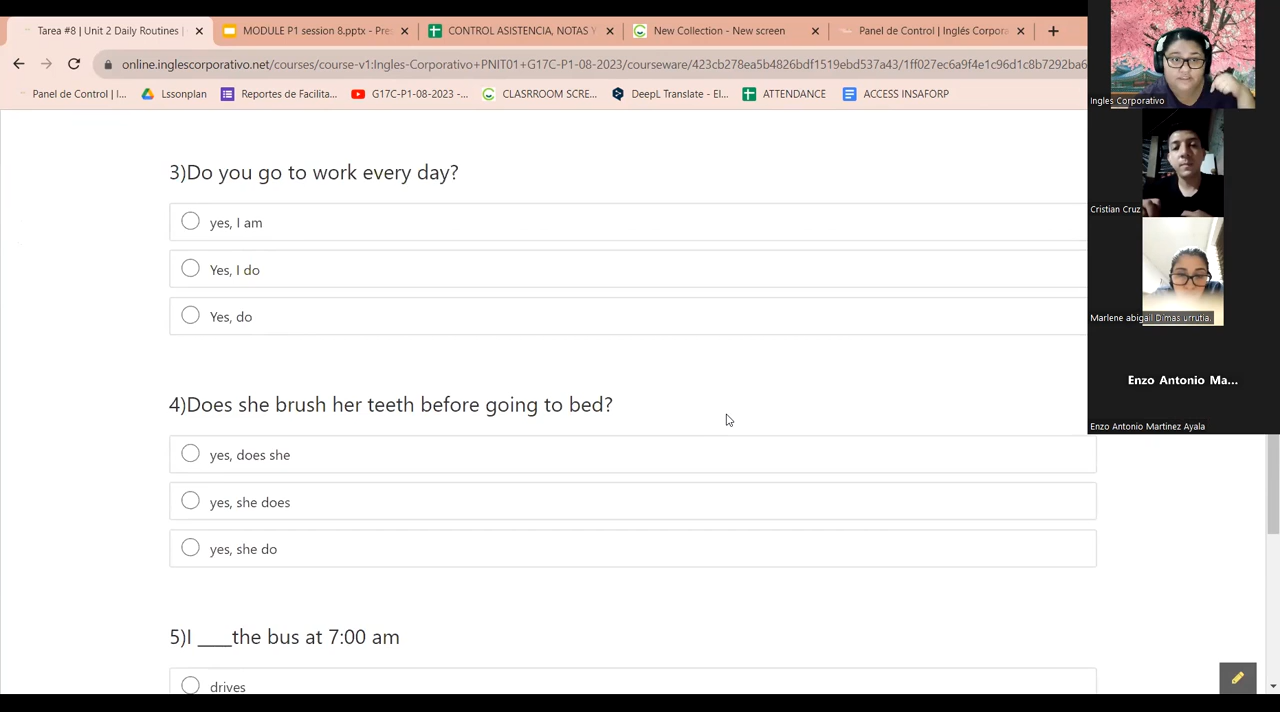 Tarea #8 | Unit 2 Daily Routines |
MODULE P1 session 8.pptx - Pre
CONTROL ASISTENCIA, NOTAS Y
New Collection - New screen
Panel de Control | Inglés Corpora
online.inglescorporativo.net/courses/course-v1:Ingles-Corporativo+PNIT01+G17C-P1-08-2023/courseware/423cb278ea5b4826bdf1519ebd537a43/1ff027ec6a9f4e1c96d1c8b7292ba6
Panel de Control | I...
Lssonplan
Reportes de Facilita...
G17C-P1-08-2023 -...
CLASRROOM SCRE...
DeepL Translate - El...
ATTENDANCE
ACCESS INSAFORP
3)Do you go to work every day?
yes, I am
Yes, I do
Yes, do
4)Does she brush her teeth before going to bed?
yes, does she
yes, she does
yes, she do
5)I ____the bus at 7:00 am
drives
Ingles Corporativo
Cristian Cruz
Marlene abigail Dimas urrutia.
Enzo Antonio Ma...
Enzo Antonio Martinez Ayala